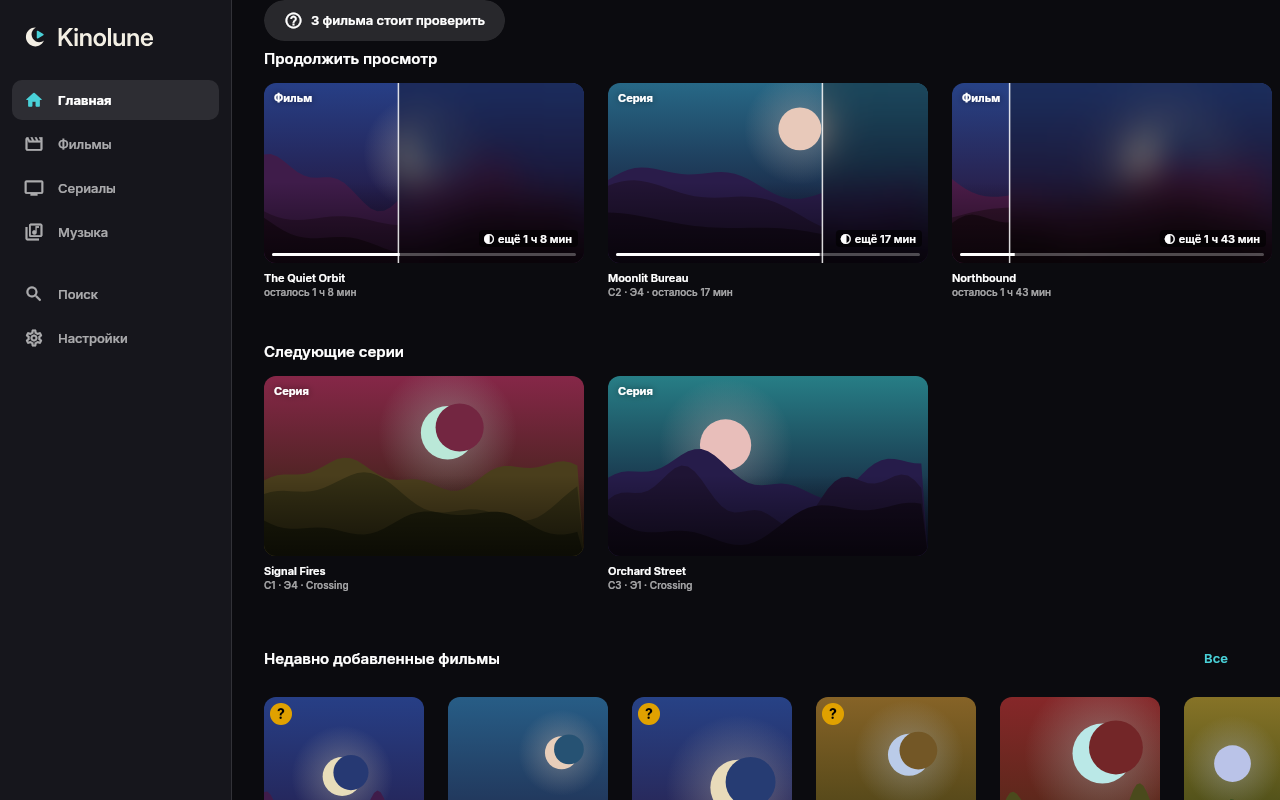 Kinolune
Главная
Фильмы
Сериалы
Музыка
Поиск
Настройки
3 фильма стоит проверить
Продолжить просмотр
Фильм
ещё 1 ч 8 мин
The Quiet Orbit
осталось 1 ч 8 мин
Серия
ещё 17 мин
Moonlit Bureau
С2 · Э4 · осталось 17 мин
Фильм
ещё 1 ч 43 мин
Northbound
осталось 1 ч 43 мин
Следующие серии
Серия
Signal Fires
С1 · Э4 · Crossing
Серия
Orchard Street
С3 · Э1 · Crossing
Недавно добавленные фильмы
Все
?
?
?